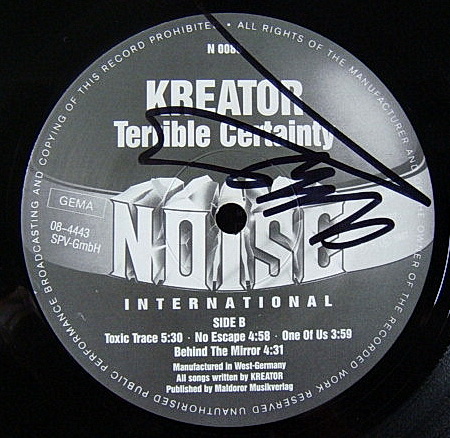 BROADCASTING AND COPYING OF THIS RECORD PROHIBITED • ALL RIGHTS OF THE MANUFACTURER AND
OWNER OF THE RECORDED WORK RESERVED UNAUTHORISED PUBLIC PERFORMANCE
KREATOR
Terrible Certainty
GEMA
08-4443
SPV-GmbH
NOISE
INTERNATIONAL
SIDE B
Toxic Trace 5:30 · No Escape 4:58 · One Of Us 3:59
Behind The Mirror 4:31
Manufactured in West-Germany
All songs written by KREATOR
Published by Maldoror Musikverlag